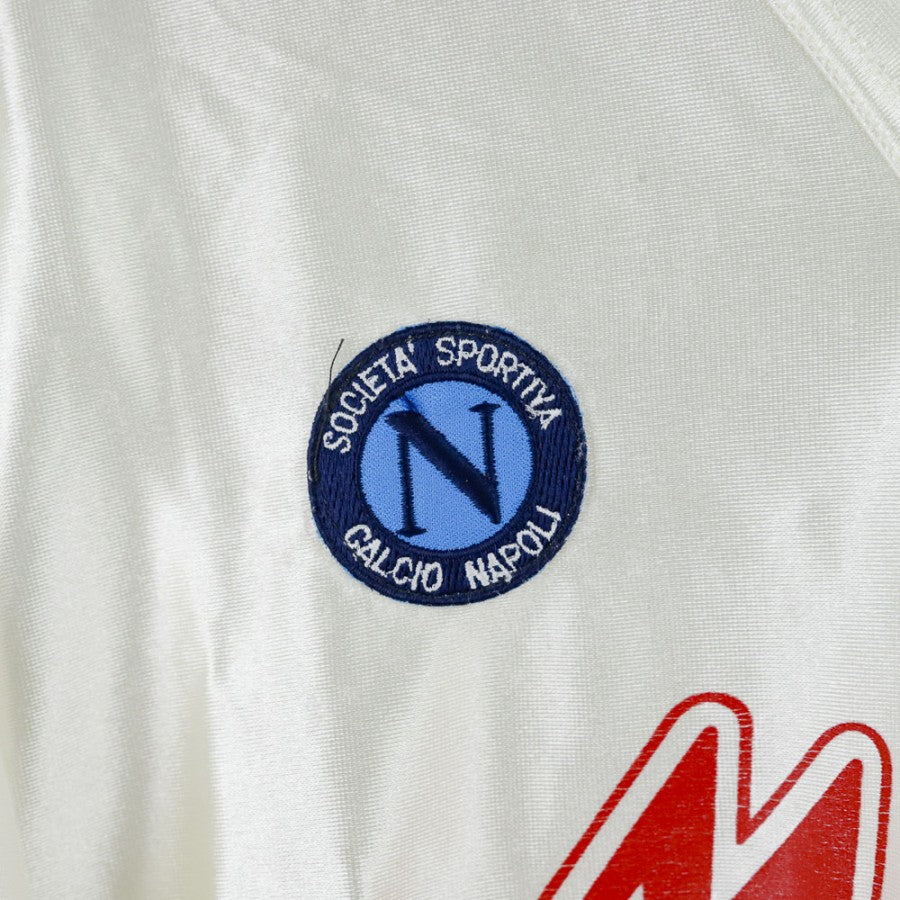 SOCIETA' SPORTIVA
N
CALCIO NAPOLI
M